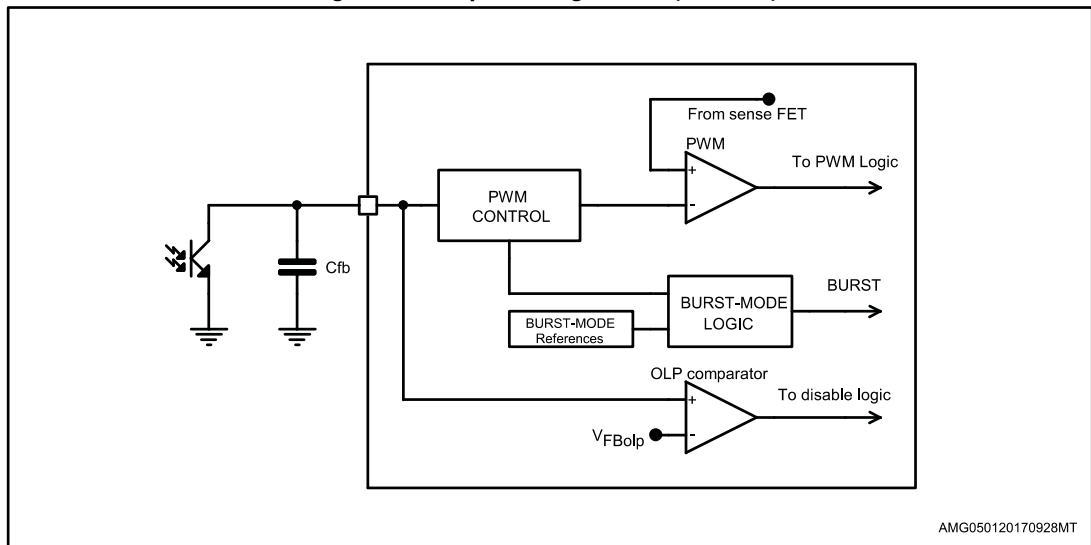 From sense FET
PWM
+
-
To PWM Logic
PWM
CONTROL
Cfb
BURST-MODE
LOGIC
BURST
BURST-MODE
References
OLP comparator
+
-
To disable logic
VFBolp
AMG050120170928MT